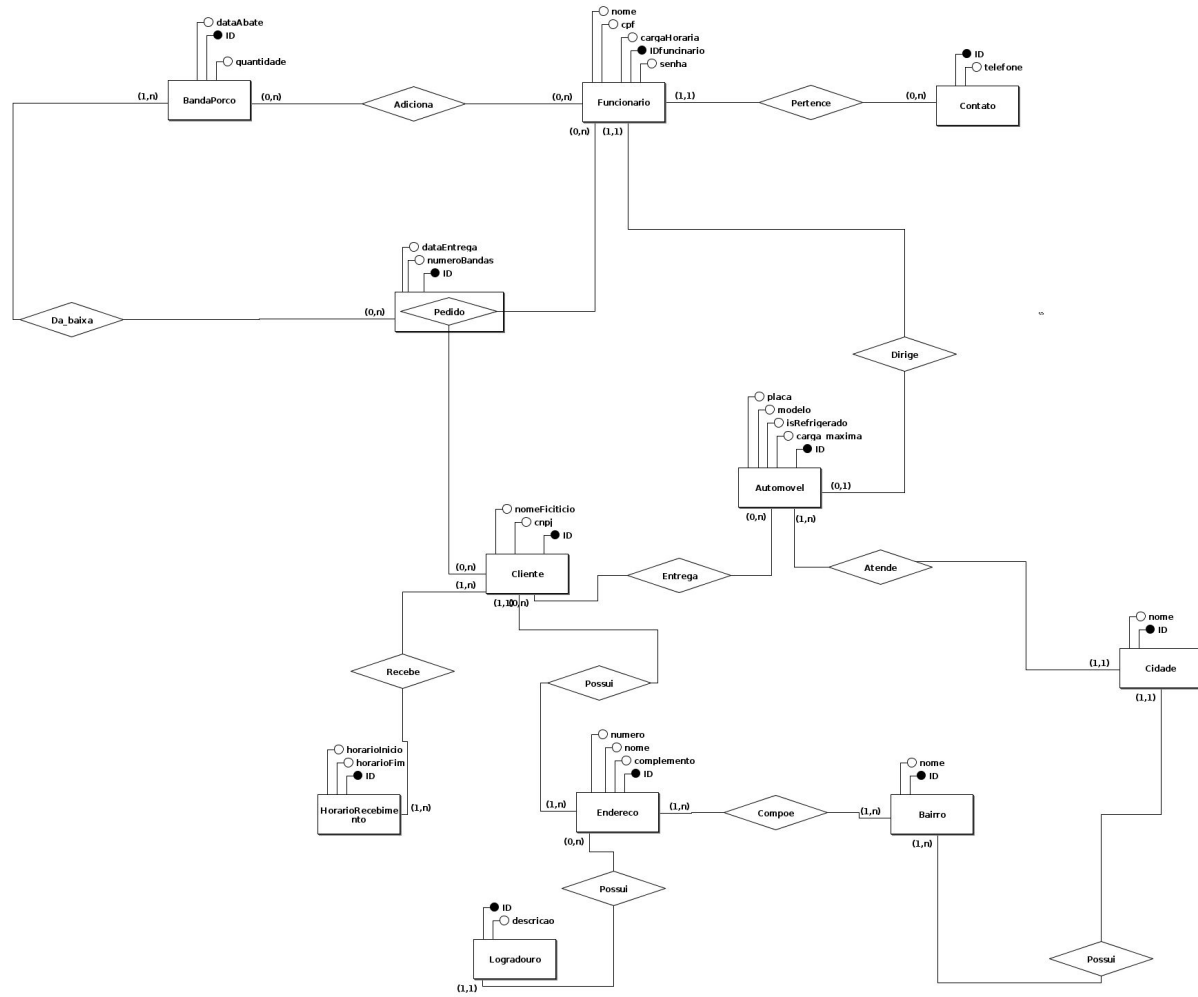 nome
dataAbate
cpf
ID
cargaHoraria
IDfuncinario
ID
quantidade
senha
telefone
(1,n)
BandaPorco
(0,n)
Adiciona
(0,n)
Funcionario
(1,1)
Pertence
(0,n)
Contato
(0,n)
(1,1)
dataEntrega
numeroBandas
ID
Da_baixa
(0,n)
Pedido
Dirige
placa
modelo
isRefrigerado
carga maxima
ID
Automovel
(0,1)
(0,n)
(1,n)
nomeFiciticio
cnpj
ID
Cliente
(0,n)
(1,n)
(1,1)
(0,n)
Entrega
Atende
nome
ID
(1,1)
Cidade
(1,1)
Recebe
Possui
horarioInicio
horarioFim
ID
HorarioRecebime
nto
(1,n)
numero
nome
complemento
ID
(1,n)
Endereco
(1,n)
(0,n)
Compoe
nome
ID
(1,n)
Bairro
(1,n)
Possui
ID
descricao
Logradouro
(1,1)
Possui